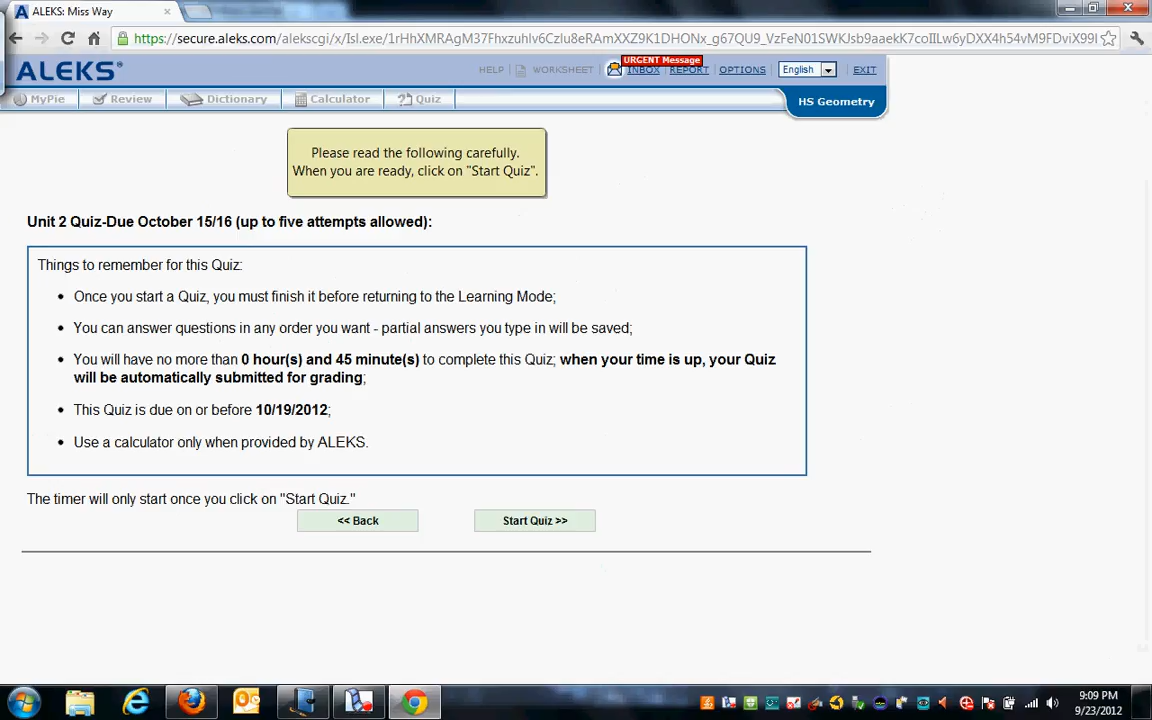 ALEKS: Miss Way
https://secure.aleks.com/alekscgi/x/Isl.exe/1rHhXMRAgM37Fhxzuhlv6Czlu8eRAmXXZ9K1DHONx_g67QU9_VzFeN01SWKJsb9aaekK7coIILw6yDXX4h54vM9FDviX99I
ALEKS®
HELP
WORKSHEET
URGENT Message
INBOX
REPORT
OPTIONS
English
EXIT
MyPie
Review
Dictionary
Calculator
Quiz
HS Geometry
Please read the following carefully.
When you are ready, click on "Start Quiz".
Unit 2 Quiz-Due October 15/16 (up to five attempts allowed):
Things to remember for this Quiz:
• Once you start a Quiz, you must finish it before returning to the Learning Mode;
• You can answer questions in any order you want - partial answers you type in will be saved;
• You will have no more than 0 hour(s) and 45 minute(s) to complete this Quiz; when your time is up, your Quiz
will be automatically submitted for grading;
• This Quiz is due on or before 10/19/2012;
• Use a calculator only when provided by ALEKS.
The timer will only start once you click on "Start Quiz."
<< Back
Start Quiz >>
9:09 PM
9/23/2012